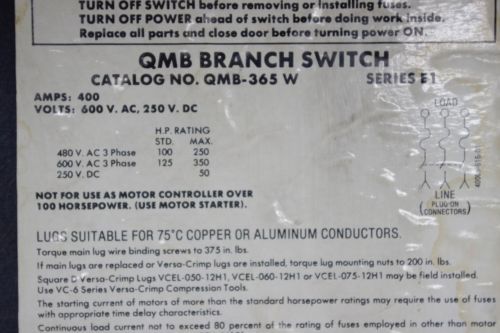 TURN OFF SWITCH before removing or installing fuses.
TURN OFF POWER ahead of switch before doing work inside.
Replace all parts and close door before turning power ON.
QMB BRANCH SWITCH
CATALOG NO. QMB-365 W SERIES E1
AMPS: 400
VOLTS: 600 V. AC, 250 V. DC
H.P. RATING
STD. MAX.
480 V. AC 3 Phase 100 250
600 V. AC 3 Phase 125 350
250 V. DC 50
LOAD
LINE
(PLUG-ON
CONNECTORS)
NOT FOR USE AS MOTOR CONTROLLER OVER
100 HORSEPOWER. (USE MOTOR STARTER).
LUGS SUITABLE FOR 75°C COPPER OR ALUMINUM CONDUCTORS.
Torque main lug wire binding screws to 375 in. lbs.
If main lugs are replaced or Versa-Crimp lugs are installed, torque lug mounting nuts to 200 in. lbs.
Square D Versa-Crimp Lugs VCEL-050-12H1, VCEL-060-12H1 or VCEL-075-12H1 may be field installed.
Use VC-6 Series Versa-Crimp Compression Tools.
The starting current of motors of more than the standard horsepower ratings may require the use of fuses
with appropriate time delay characteristics.
Continuous load current not to exceed 80 percent of the rating of fuses employed in other than motor